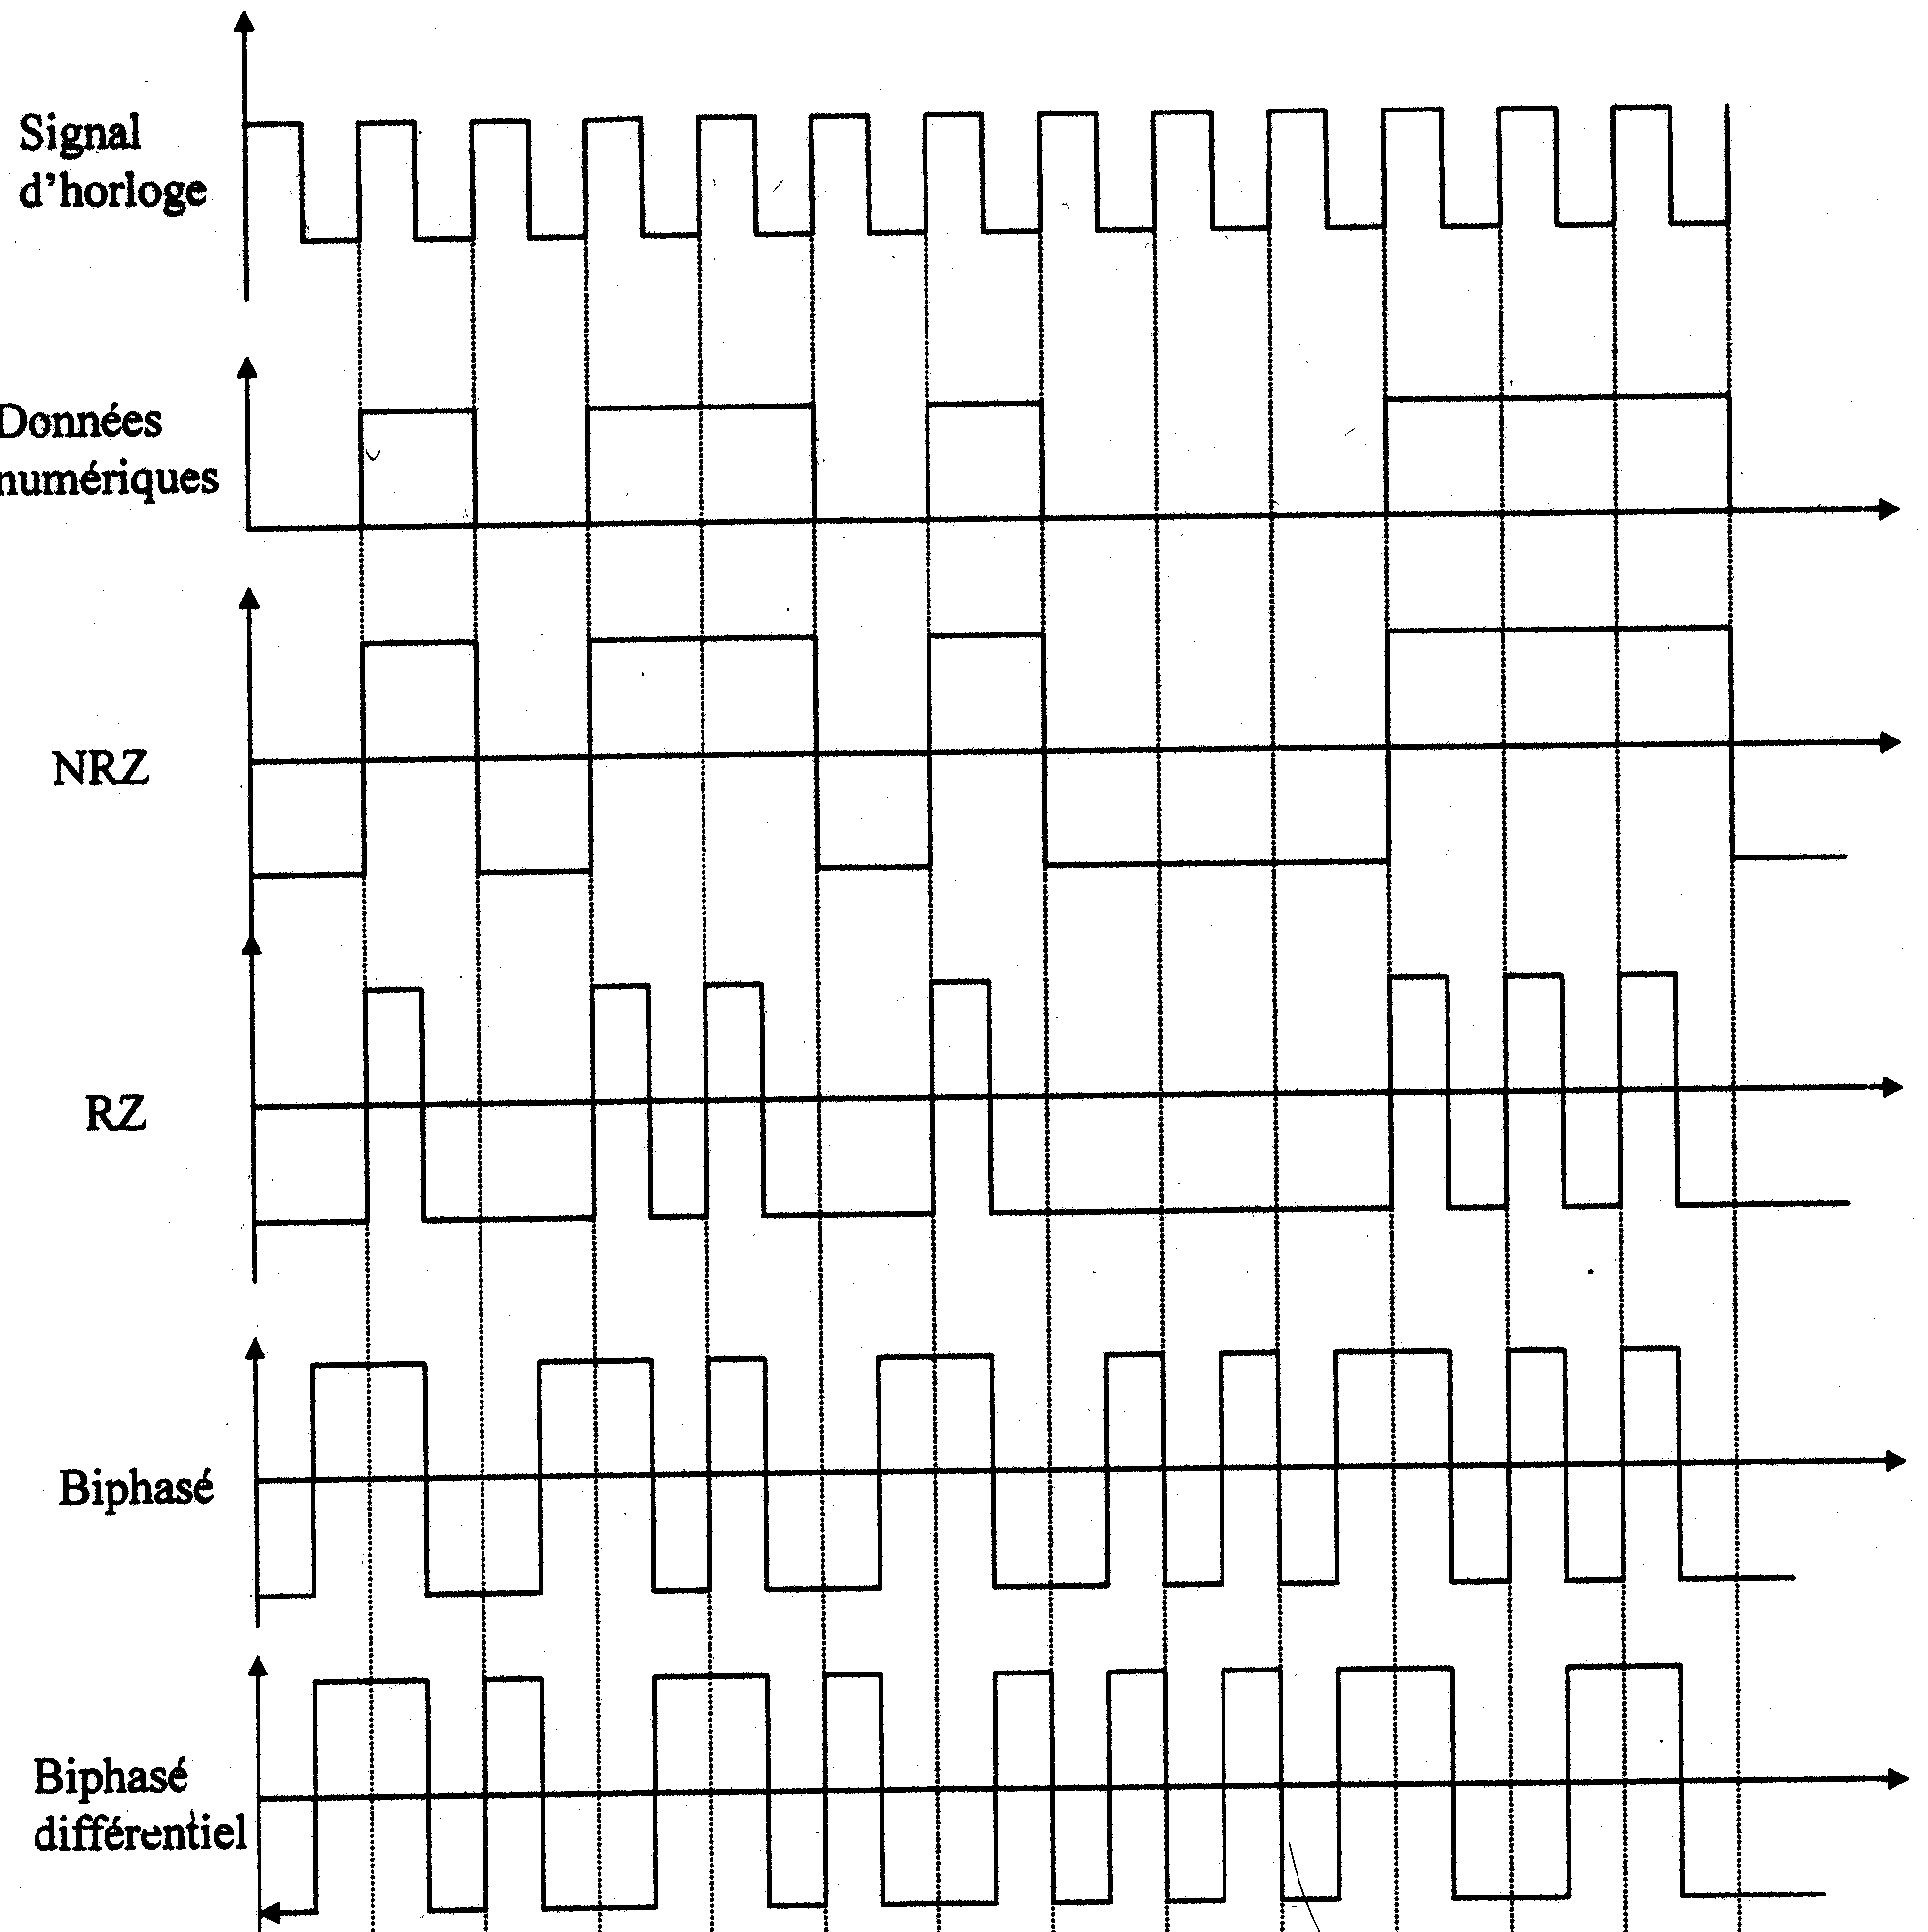 Signal
d'horloge
Données
numériques
NRZ
RZ
Biphasé
Biphasé
différentiel